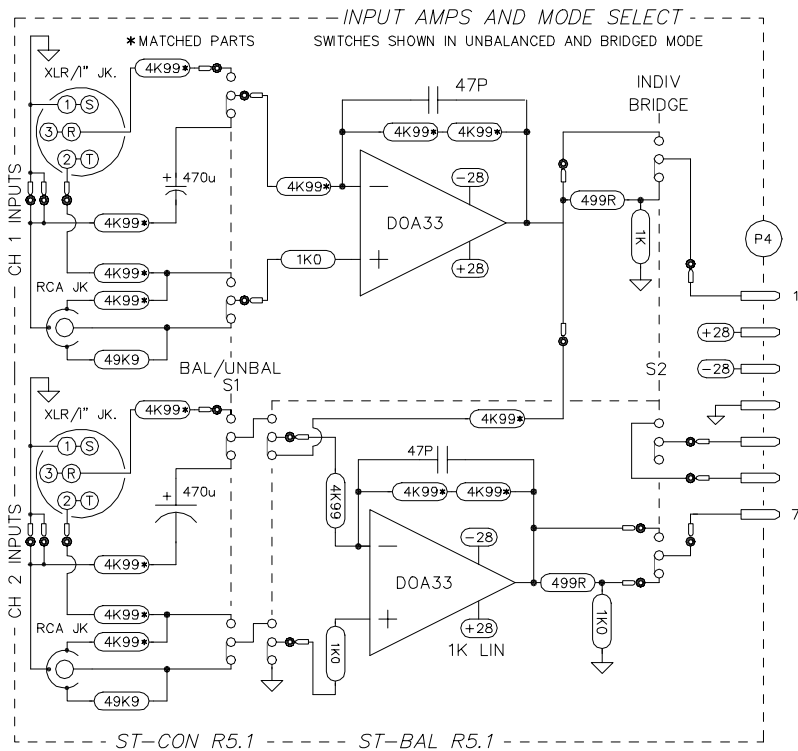 INPUT AMPS AND MODE SELECT
*MATCHED PARTS
SWITCHES SHOWN IN UNBALANCED AND BRIDGED MODE
XLR/1" JK.
4K99*
47P
INDIV
BRIDGE
1 S
3 R
2 T
4K99* 4K99*
+ 470u
4K99*
−
−28
DOA33
499R
CH 1 INPUTS
4K99*
1K
P4
+
+28
1K0
4K99*
RCA JK
4K99*
1
+28
49K9
BAL/UNBAL
S1
S2
−28
XLR/1" JK.
4K99*
4K99*
1 S
47P
3 R
4K99
4K99* 4K99*
2 T
+ 470u
7
CH 2 INPUTS
−
−28
4K99*
DOA33
499R
4K99*
+
+28
1K0
RCA JK
4K99*
1K0
1K LIN
49K9
ST-CON R5.1
ST-BAL R5.1